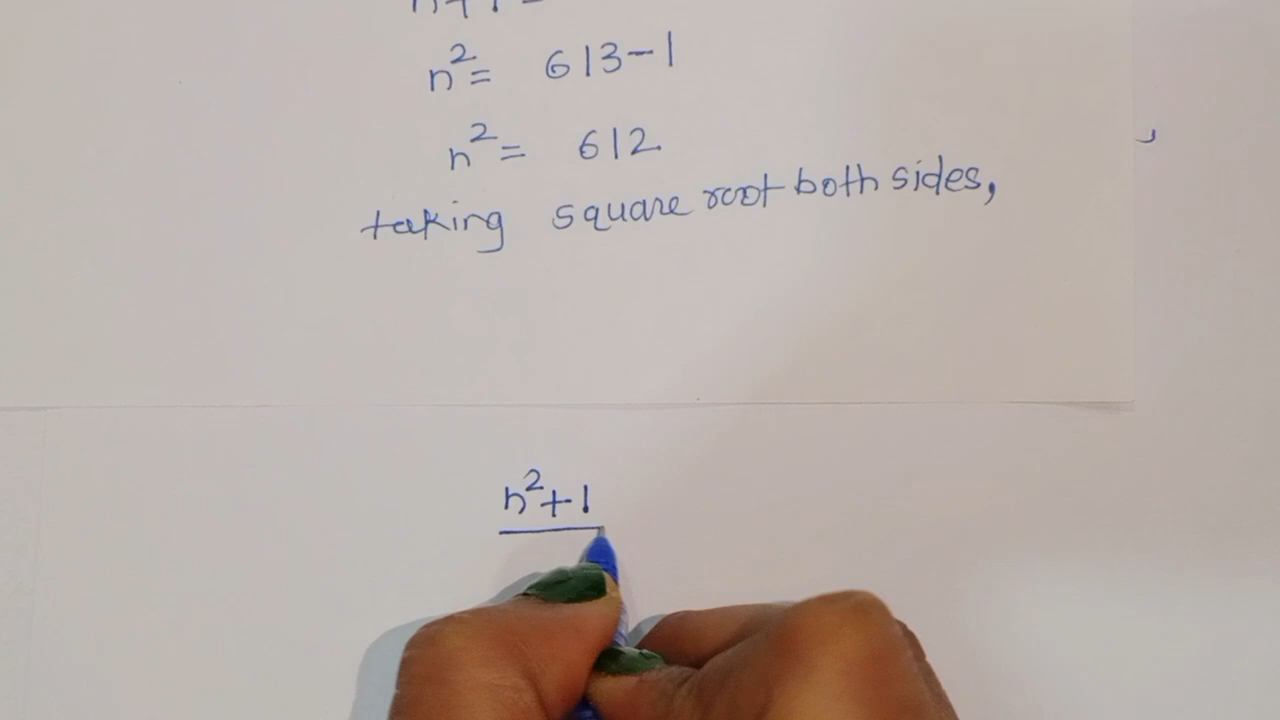 n² = 613-1
n² = 612
taking square root both sides,
n²+1